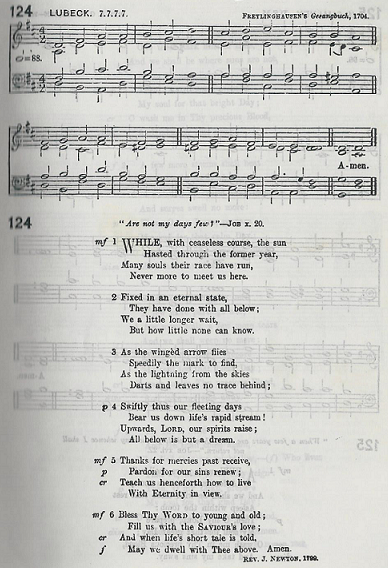 124 LUBECK. 7.7.7.7. FREYLINGHAUSEN'S Gesangbuch, 1704.
=88.
A-men.
124
"Are not my days few?"—JOB x. 20.
mf 1 WHILE, with ceaseless course, the sun
Hasted through the former year,
Many souls their race have run,
Never more to meet us here.
2 Fixed in an eternal state,
They have done with all below;
We a little longer wait,
But how little none can know.
3 As the wingèd arrow flies
Speedily the mark to find,
As the lightning from the skies
Darts and leaves no trace behind;
p 4 Swiftly thus our fleeting days
Bear us down life's rapid stream!
Upwards, LORD, our spirits raise;
All below is but a dream.
mf 5 Thanks for mercies past receive,
p Pardon for our sins renew;
cr Teach us henceforth how to live
With Eternity in view.
mf 6 Bless Thy WORD to young and old;
Fill us with the SAVIOUR'S love;
cr And when life's short tale is told,
f May we dwell with Thee above. Amen.
REV. J. NEWTON, 1799.